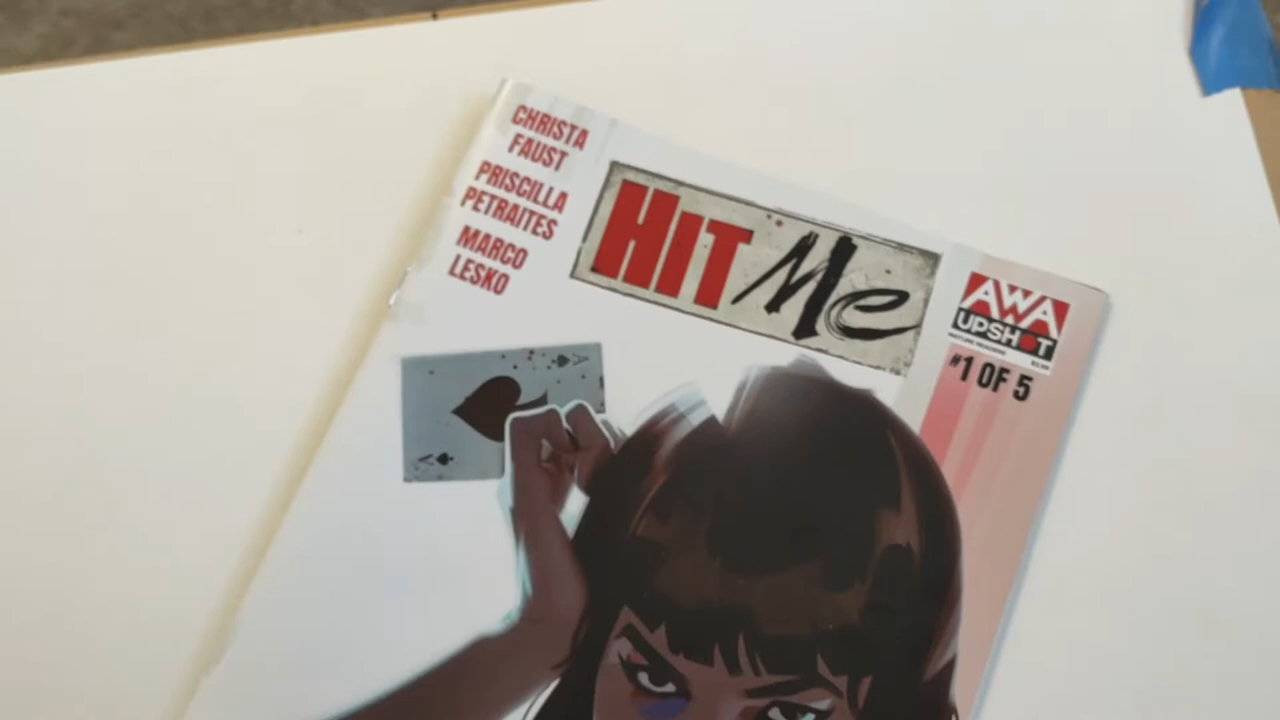 CHRISTA
FAUST
PRISCILLA
PETRAITES
MARCO
LESKO
HIT Me
AWA
UPSHOT
#1 OF 5
A
A